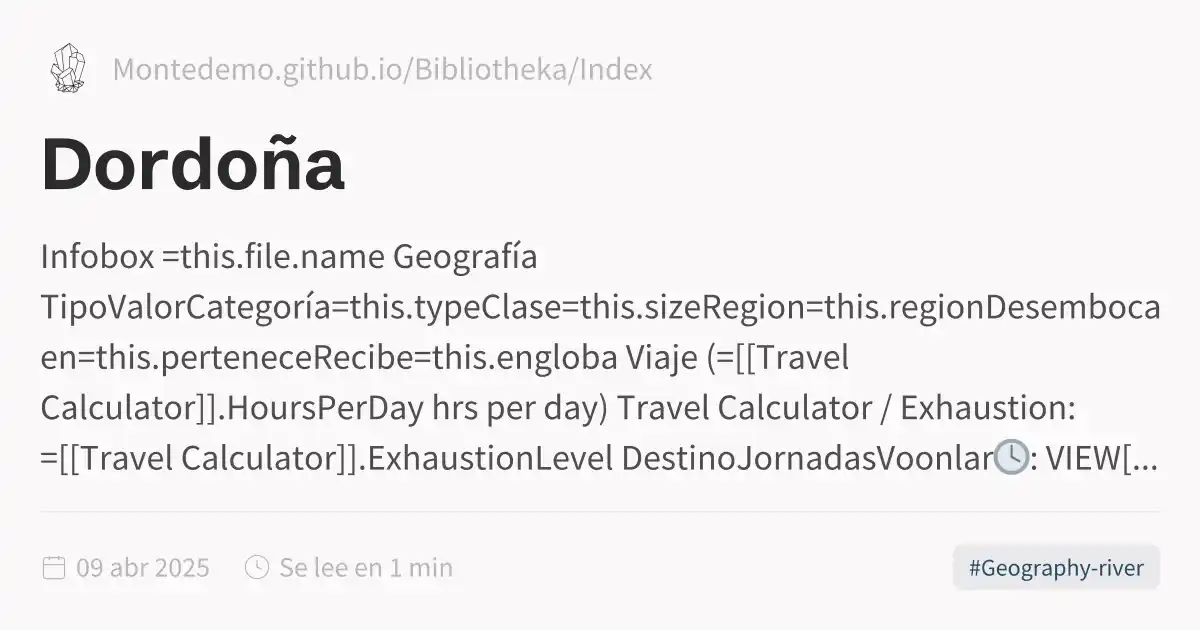 Montedemo.github.io/Bibliotheka/Index
Dordoña
Infobox =this.file.name Geografía
TipoValorCategoría=this.typeClase=this.sizeRegion=this.regionDesemboca
en=this.perteneceRecibe=this.engloba Viaje (=[[Travel
Calculator]].HoursPerDay hrs per day) Travel Calculator / Exhaustion:
=[[Travel Calculator]].ExhaustionLevel DestinoJornadasVoonlar🕓: VIEW[...
09 abr 2025 Se lee en 1 min #Geography-river